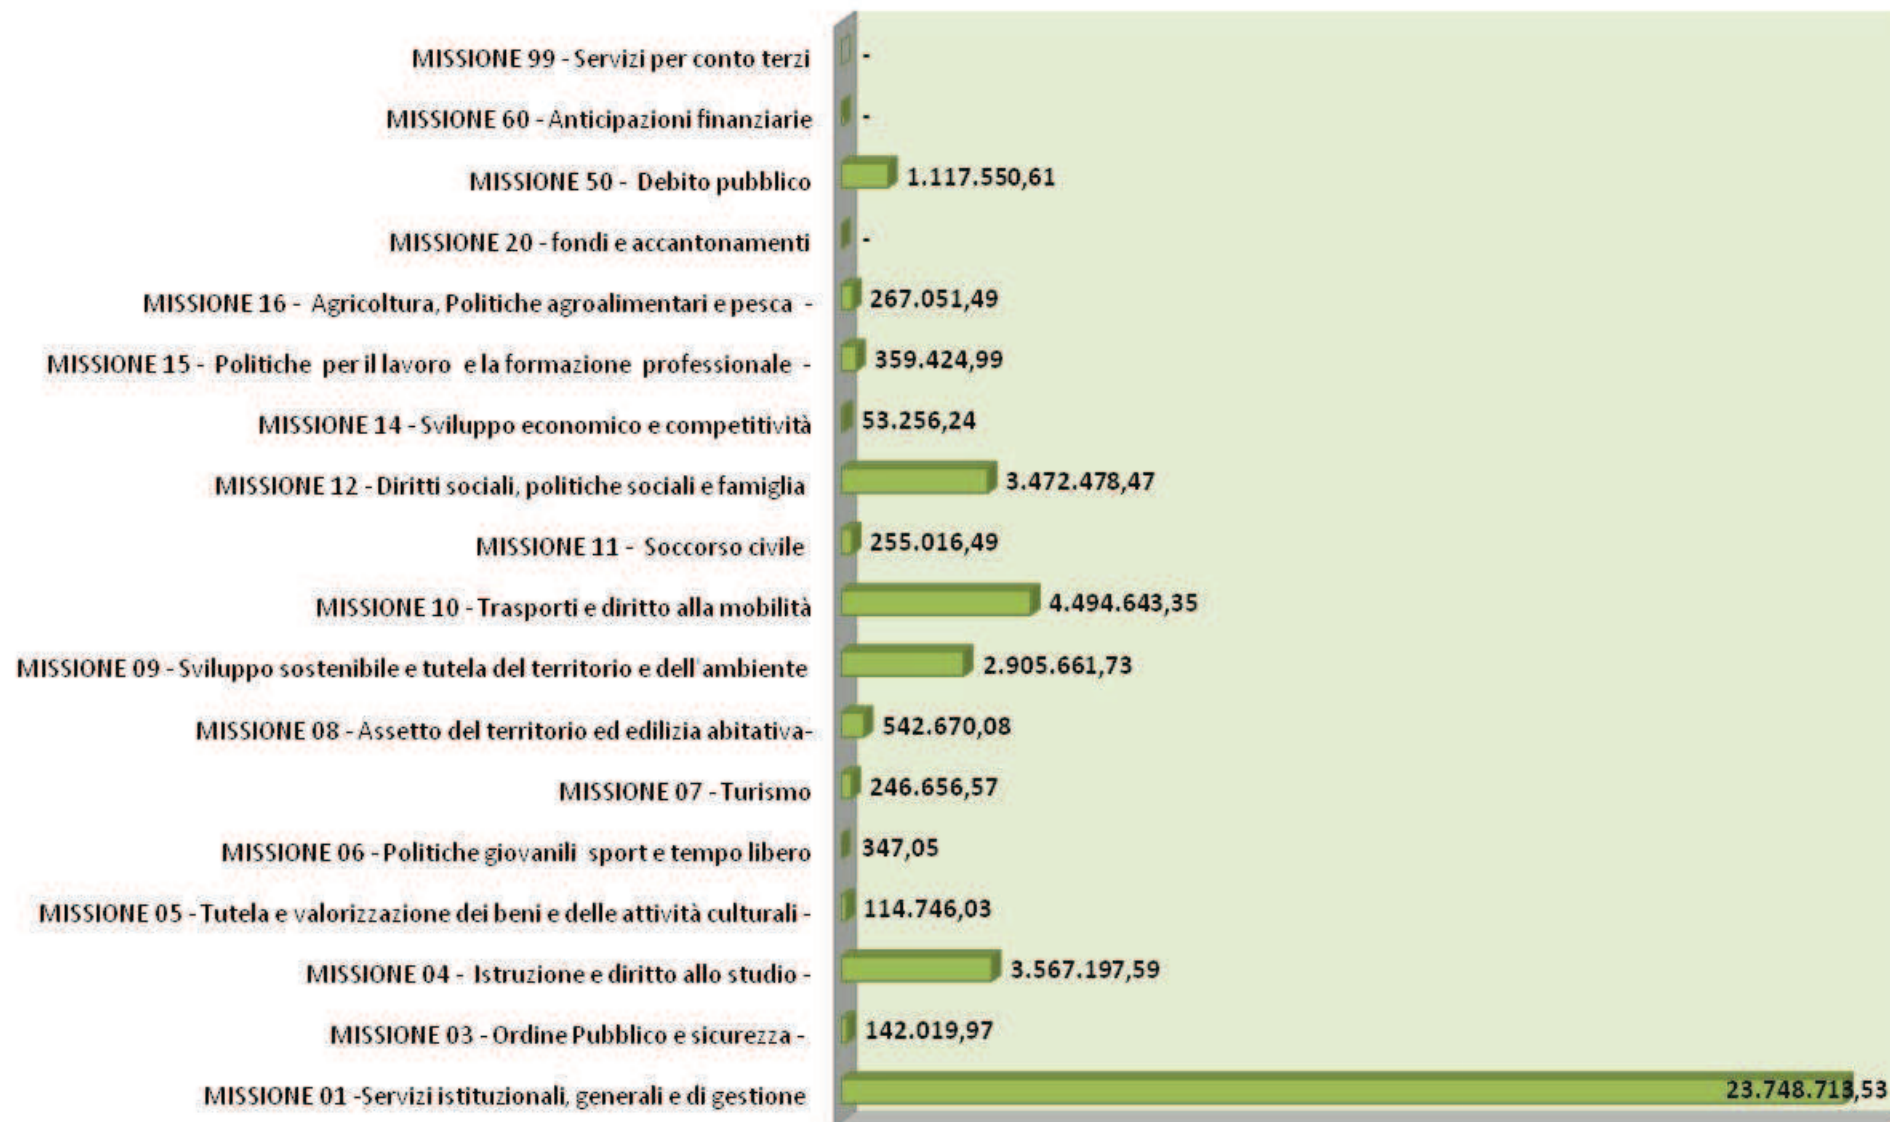 MISSIONE 99 - Servizi per conto terzi -
MISSIONE 60 - Anticipazioni finanziarie -
MISSIONE 50 - Debito pubblico 1.117.550,61
MISSIONE 20 - fondi e accantonamenti -
MISSIONE 16 - Agricoltura, Politiche agroalimentari e pesca - 267.051,49
MISSIONE 15 - Politiche per il lavoro e la formazione professionale - 359.424,99
MISSIONE 14 - Sviluppo economico e competitività 53.256,24
MISSIONE 12 - Diritti sociali, politiche sociali e famiglia 3.472.478,47
MISSIONE 11 - Soccorso civile 255.016,49
MISSIONE 10 - Trasporti e diritto alla mobilità 4.494.643,35
MISSIONE 09 - Sviluppo sostenibile e tutela del territorio e dell'ambiente 2.905.661,73
MISSIONE 08 - Assetto del territorio ed edilizia abitativa- 542.670,08
MISSIONE 07 - Turismo 246.656,57
MISSIONE 06 - Politiche giovanili sport e tempo libero 347,05
MISSIONE 05 - Tutela e valorizzazione dei beni e delle attività culturali - 114.746,03
MISSIONE 04 - Istruzione e diritto allo studio - 3.567.197,59
MISSIONE 03 - Ordine Pubblico e sicurezza - 142.019,97
MISSIONE 01 -Servizi istituzionali, generali e di gestione 23.748.713,53